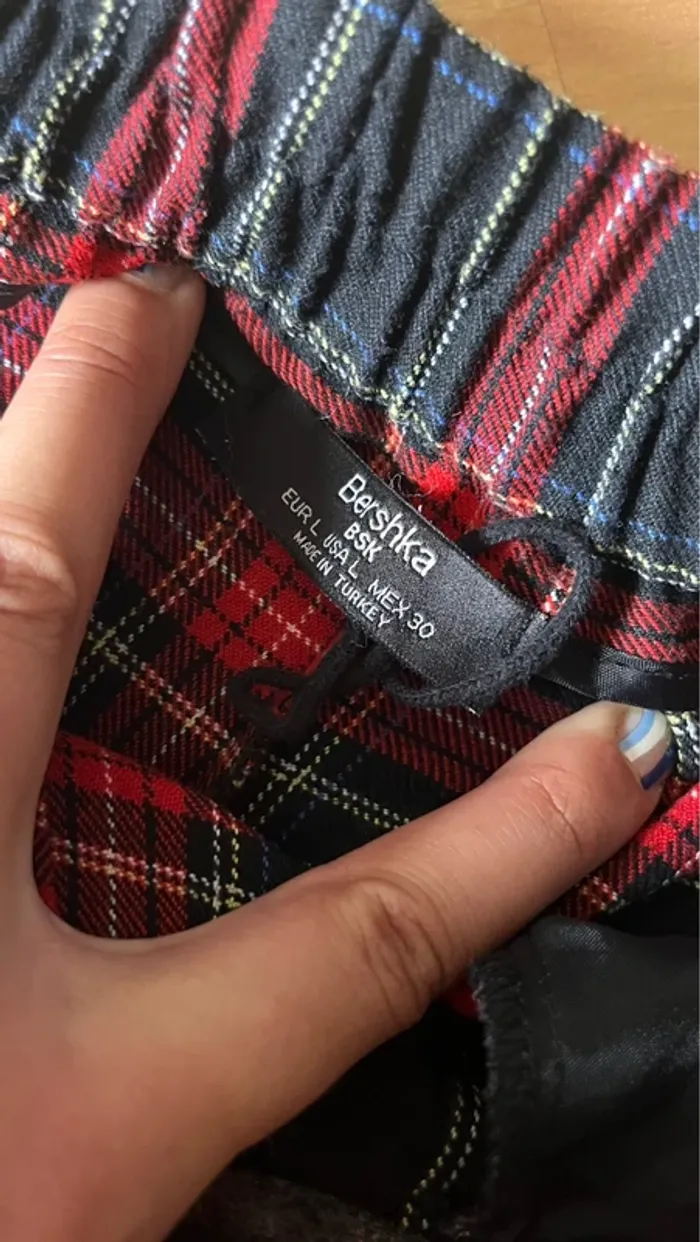 Bershka
BSK
EUR L USA L MEX 30
MADE IN TURKEY